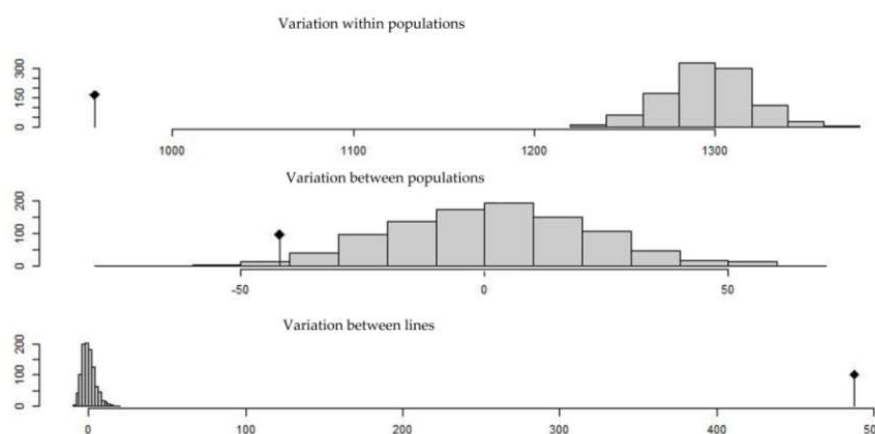 Variation within populations
0 150 300
1000 1100 1200 1300
Variation between populations
0 100 200
-50 0 50
Variation between lines
0 100 200
0 100 200 300 400 50